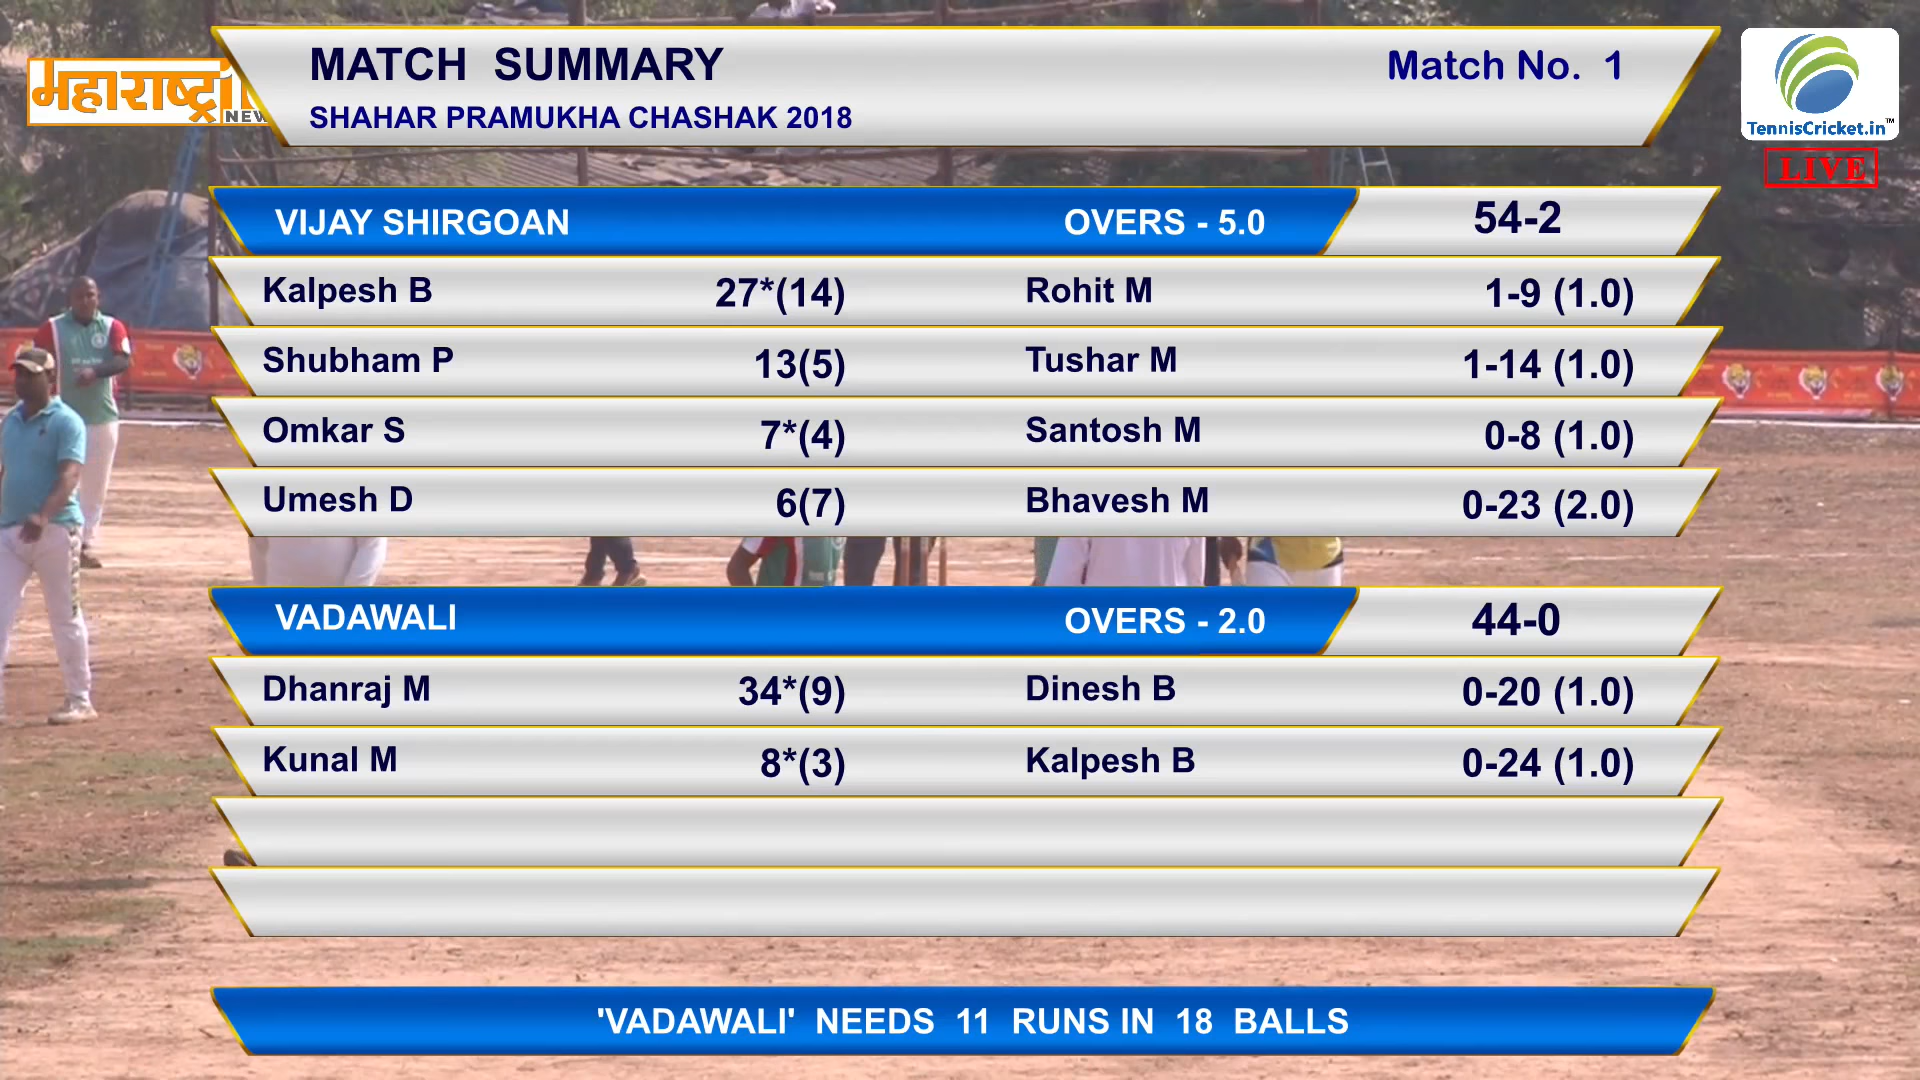 MATCH SUMMARY
Match No. 1
SHAHAR PRAMUKHA CHASHAK 2018
महाराष्ट्रा
NEW
TennisCricket.in™
LIVE
VIJAY SHIRGOAN OVERS - 5.0 54-2
Kalpesh B 27*(14) Rohit M 1-9 (1.0)
Shubham P 13(5) Tushar M 1-14 (1.0)
Omkar S 7*(4) Santosh M 0-8 (1.0)
Umesh D 6(7) Bhavesh M 0-23 (2.0)
VADAWALI OVERS - 2.0 44-0
Dhanraj M 34*(9) Dinesh B 0-20 (1.0)
Kunal M 8*(3) Kalpesh B 0-24 (1.0)
'VADAWALI' NEEDS 11 RUNS IN 18 BALLS